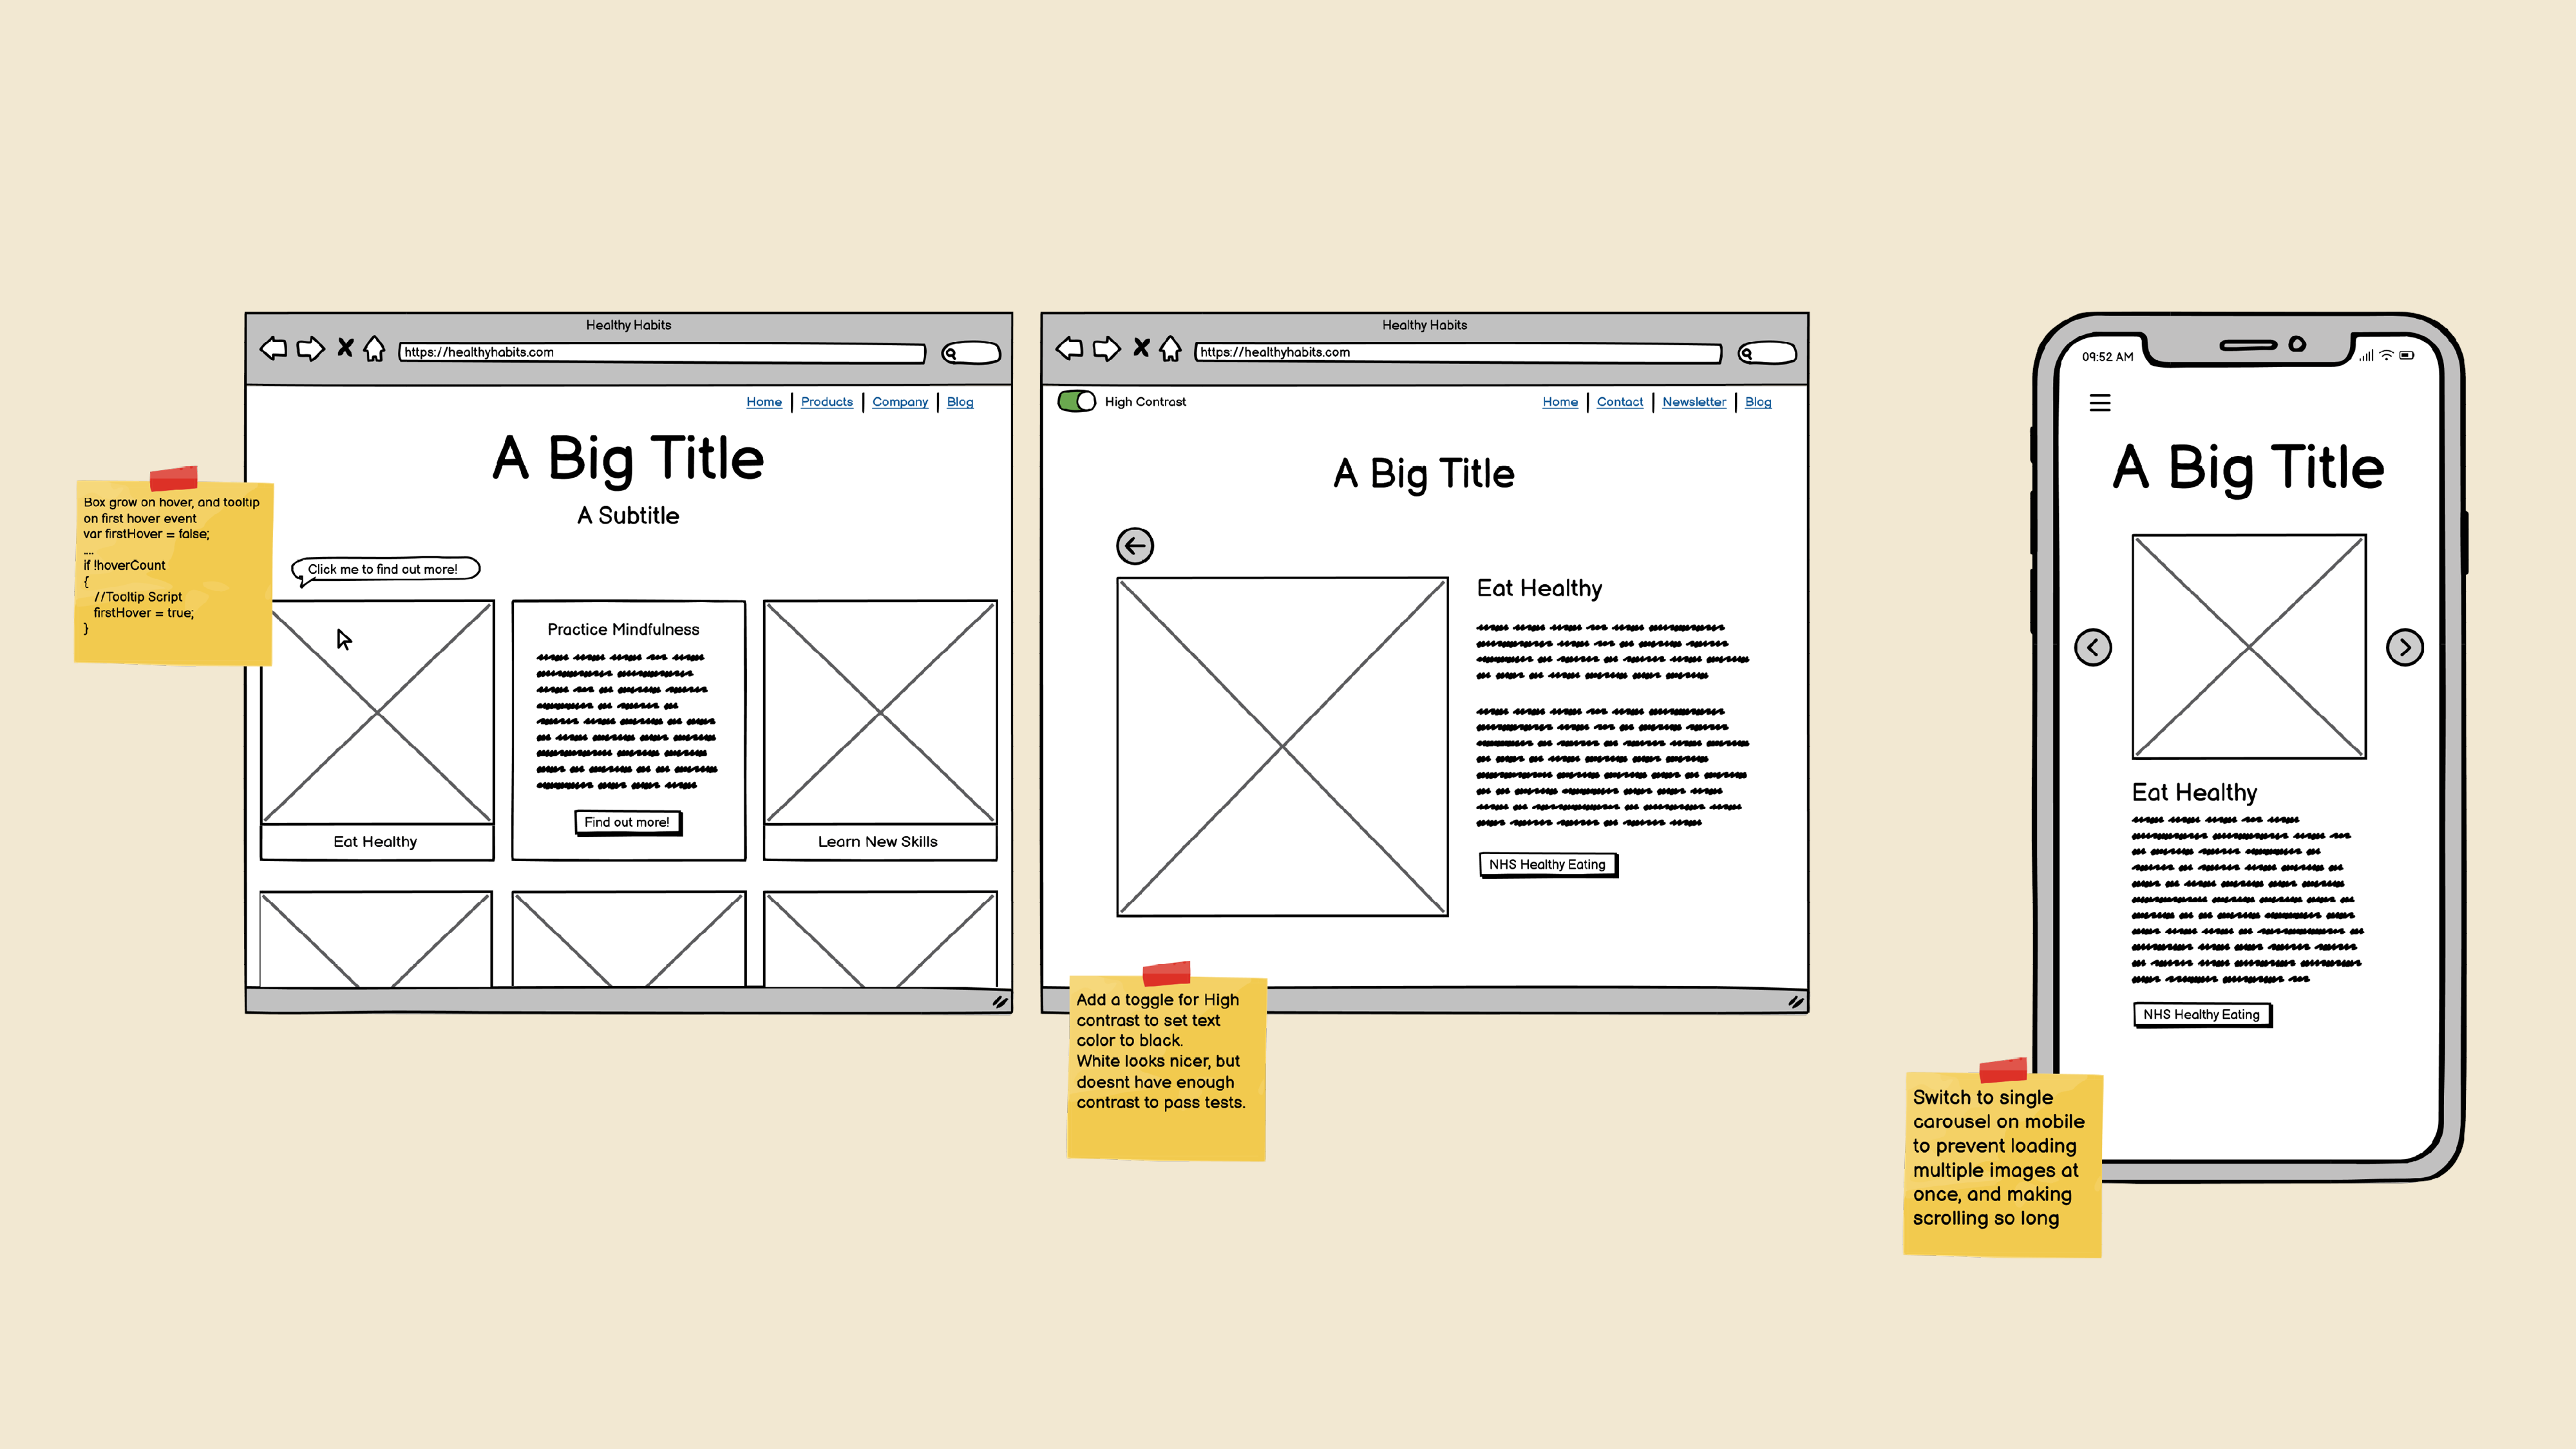 Healthy Habits
https://healthyhabits.com
Home | Products | Company | Blog
A Big Title
A Subtitle
Box grow on hover, and tooltip
on first hover event
var firstHover = false;
....
if !hoverCount
{
//Tooltip Script
firstHover = true;
}
Click me to find out more!
Eat Healthy
Practice Mindfulness
Find out more!
Learn New Skills
Healthy Habits
https://healthyhabits.com
High Contrast
Home | Contact | Newsletter | Blog
A Big Title
Eat Healthy
NHS Healthy Eating
Add a toggle for High
contrast to set text
color to black.
White looks nicer, but
doesnt have enough
contrast to pass tests.
09:52 AM
A Big Title
Eat Healthy
NHS Healthy Eating
Switch to single
carousel on mobile
to prevent loading
multiple images at
once, and making
scrolling so long